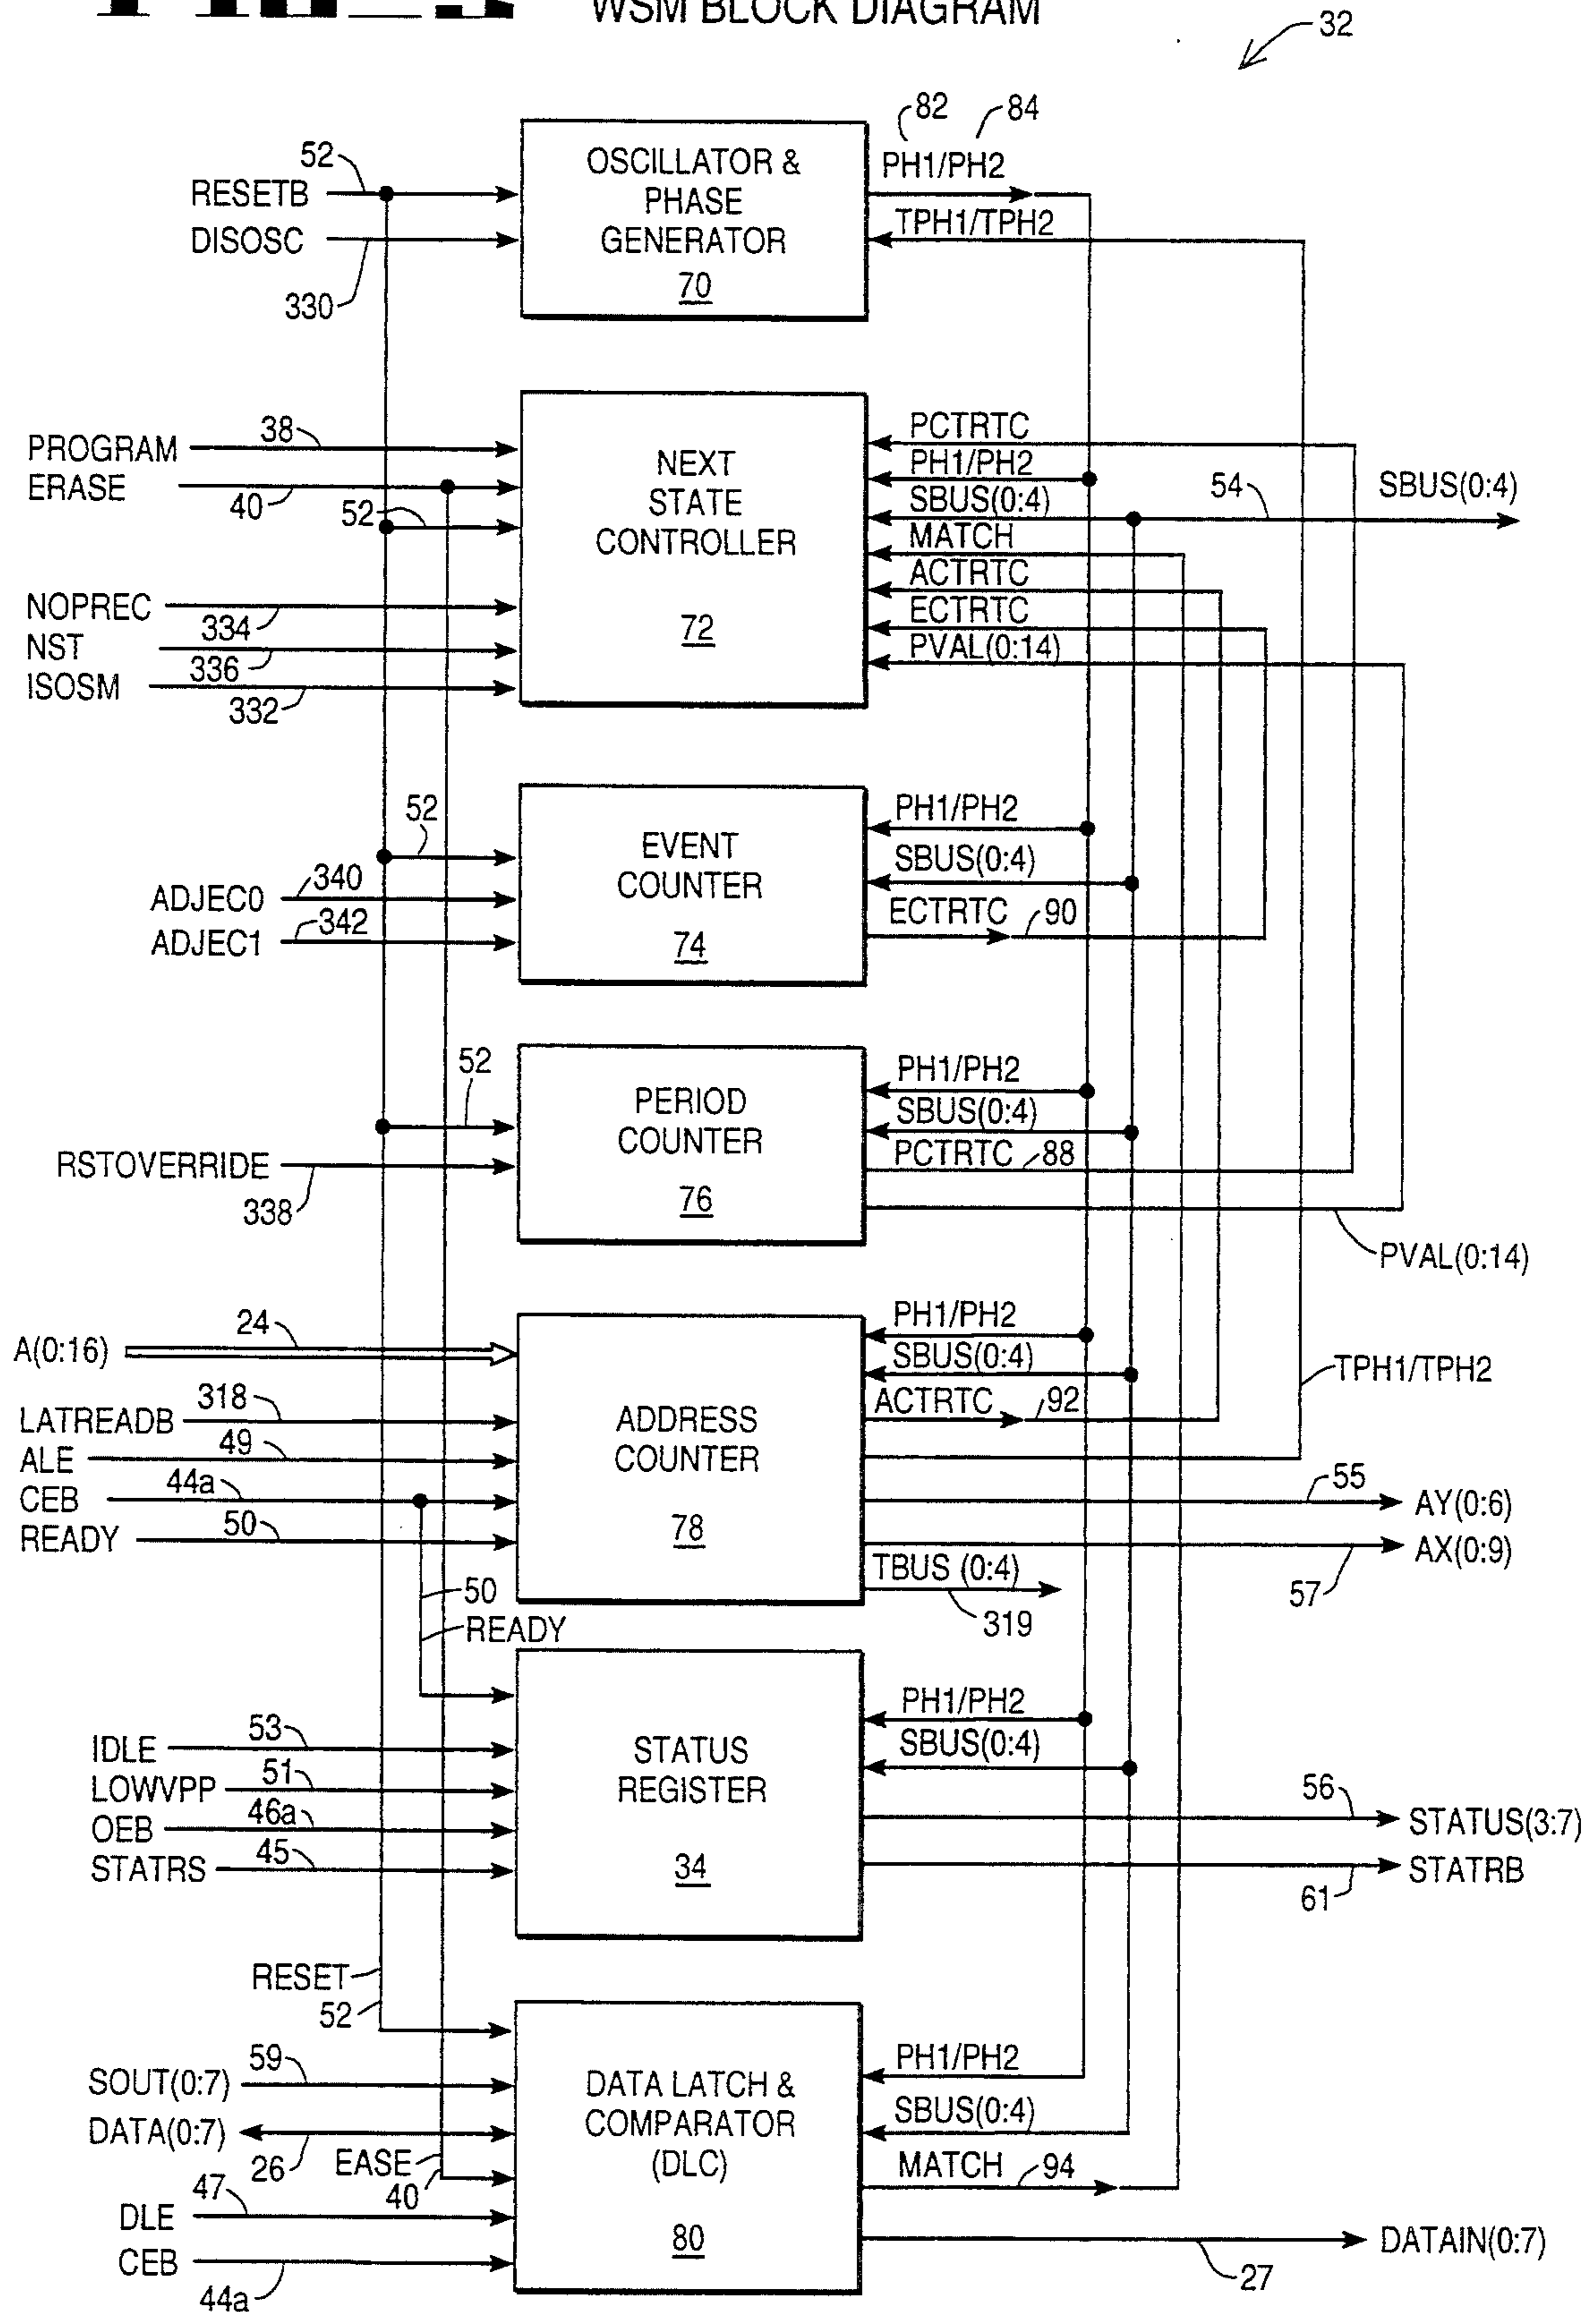 WSM BLOCK DIAGRAM
32
82
84
52
RESETB
DISOSC
330
OSCILLATOR &
PHASE
GENERATOR
70
PH1/PH2
TPH1/TPH2
PROGRAM
38
ERASE
40
52
NOPREC
334
NST
336
ISOSM
332
NEXT
STATE
CONTROLLER
72
PCTRTC
PH1/PH2
SBUS(0:4)
54
SBUS(0:4)
MATCH
ACTRTC
ECTRTC
PVAL(0:14)
52
ADJEC0
340
ADJEC1
342
EVENT
COUNTER
74
PH1/PH2
SBUS(0:4)
ECTRTC
90
52
RSTOVERRIDE
338
PERIOD
COUNTER
76
PH1/PH2
SBUS(0:4)
PCTRTC
88
PVAL(0:14)
A(0:16)
24
LATREADB
318
ALE
49
CEB
44a
READY
50
50
READY
ADDRESS
COUNTER
78
PH1/PH2
SBUS(0:4)
ACTRTC
92
TPH1/TPH2
55
AY(0:6)
AX(0:9)
57
TBUS (0:4)
319
IDLE
53
LOWVPP
51
OEB
46a
STATRS
45
STATUS
REGISTER
34
PH1/PH2
SBUS(0:4)
56
STATUS(3:7)
STATRB
61
RESET
52
SOUT(0:7)
59
DATA(0:7)
26
EASE
40
DLE
47
CEB
44a
DATA LATCH &
COMPARATOR
(DLC)
80
PH1/PH2
SBUS(0:4)
MATCH
94
DATAIN(0:7)
27